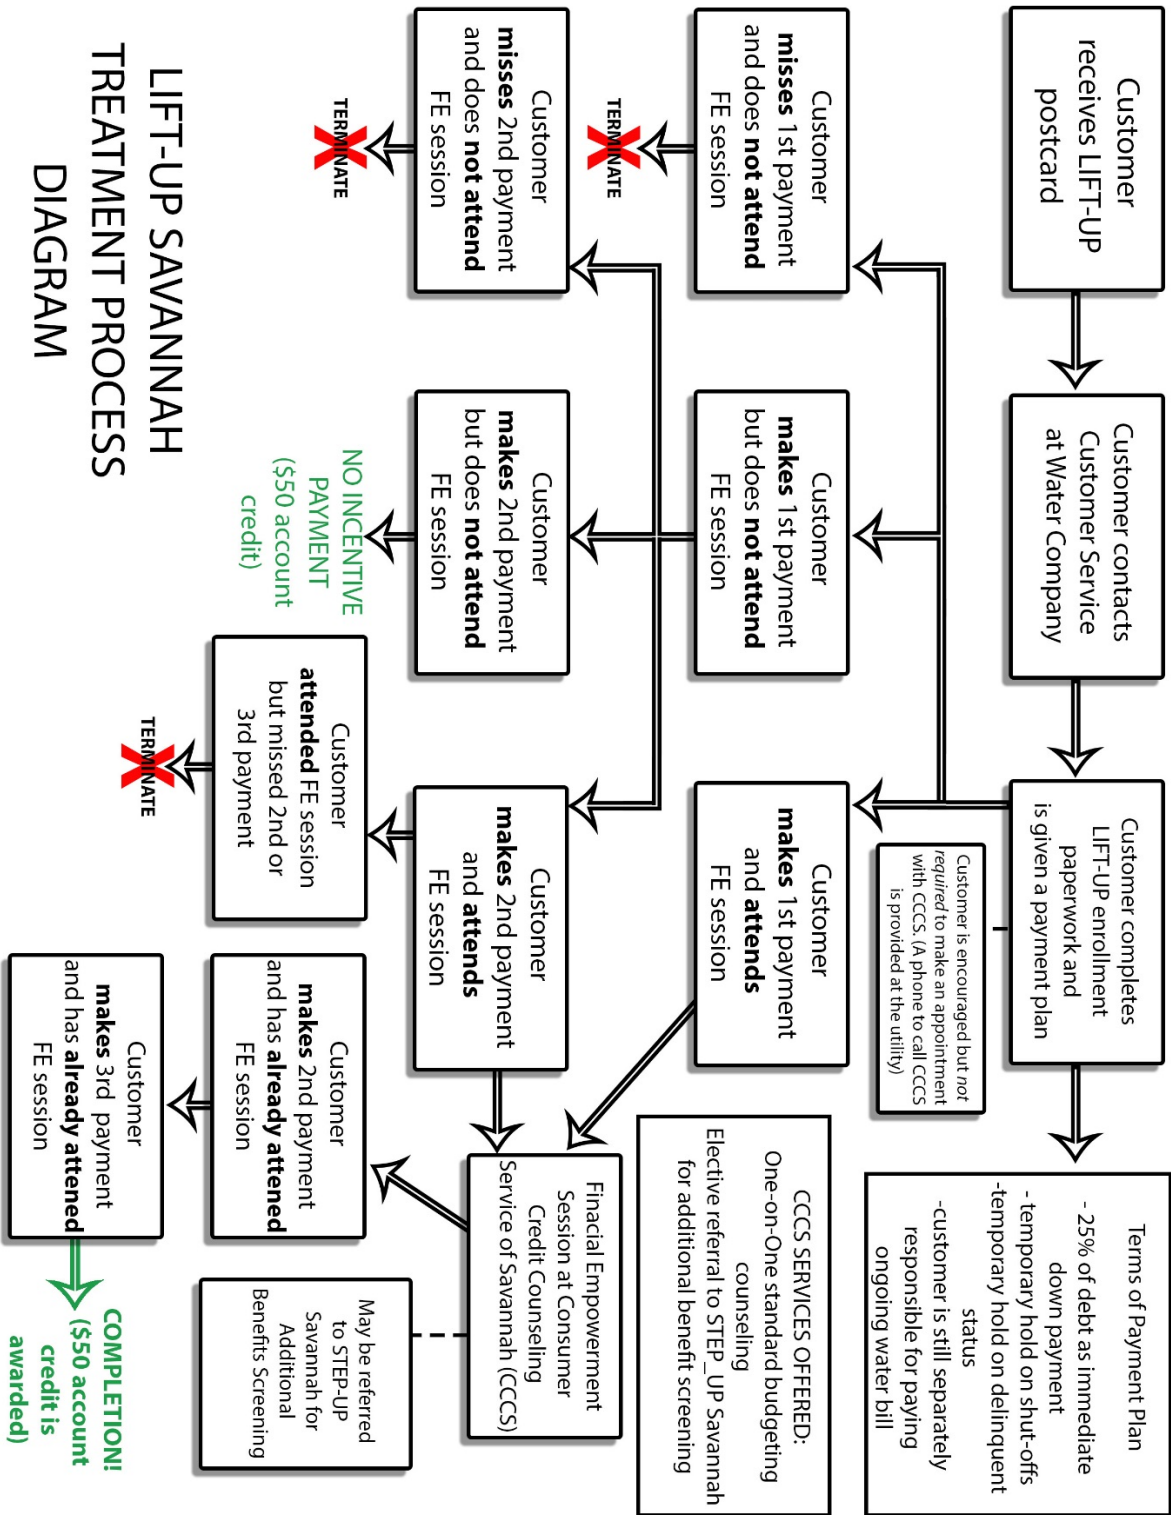 Customer
receives LIFT-UP
postcard
Customer contacts
Customer Service
at Water Company
Customer completes
LIFT-UP enrollment
paperwork and
is given a payment plan
Terms of Payment Plan
- 25% of debt as immediate
down payment
- temporary hold on shut-offs
-temporary hold on delinquent
status
-customer is still separately
responsible for paying
ongoing water bill
Customer is encouraged but not
required to make an appointment
with CCCS. (A phone to call CCCS
is provided at the utility)
Customer
misses 1st payment
and does not attend
FE session
TERMINATE
Customer
makes 1st payment
but does not attend
FE session
Customer
makes 1st payment
and attends
FE session
CCCS SERVICES OFFERED:
One-on-One standard budgeting
counseling
Elective referral to STEP_UP Savannah
for additional benefit screening
Customer
misses 2nd payment
and does not attend
FE session
TERMINATE
Customer
makes 2nd payment
but does not attend
FE session
NO INCENTIVE
PAYMENT
($50 account
credit)
Customer
makes 2nd payment
and attends
FE session
Finacial Empowerment
Session at Consumer
Credit Counseling
Service of Savannah (CCCS)
Customer
attended FE session
but missed 2nd or
3rd payment
TERMINATE
Customer
makes 2nd payment
and has already attended
FE session
May be referred
to STEP-UP
Savannah for
Additional
Benefits Screening
Customer
makes 3rd payment
and has already attened
FE session
COMPLETION!
($50 account
credit is
awarded)
LIFT-UP SAVANNAH
TREATMENT PROCESS
DIAGRAM